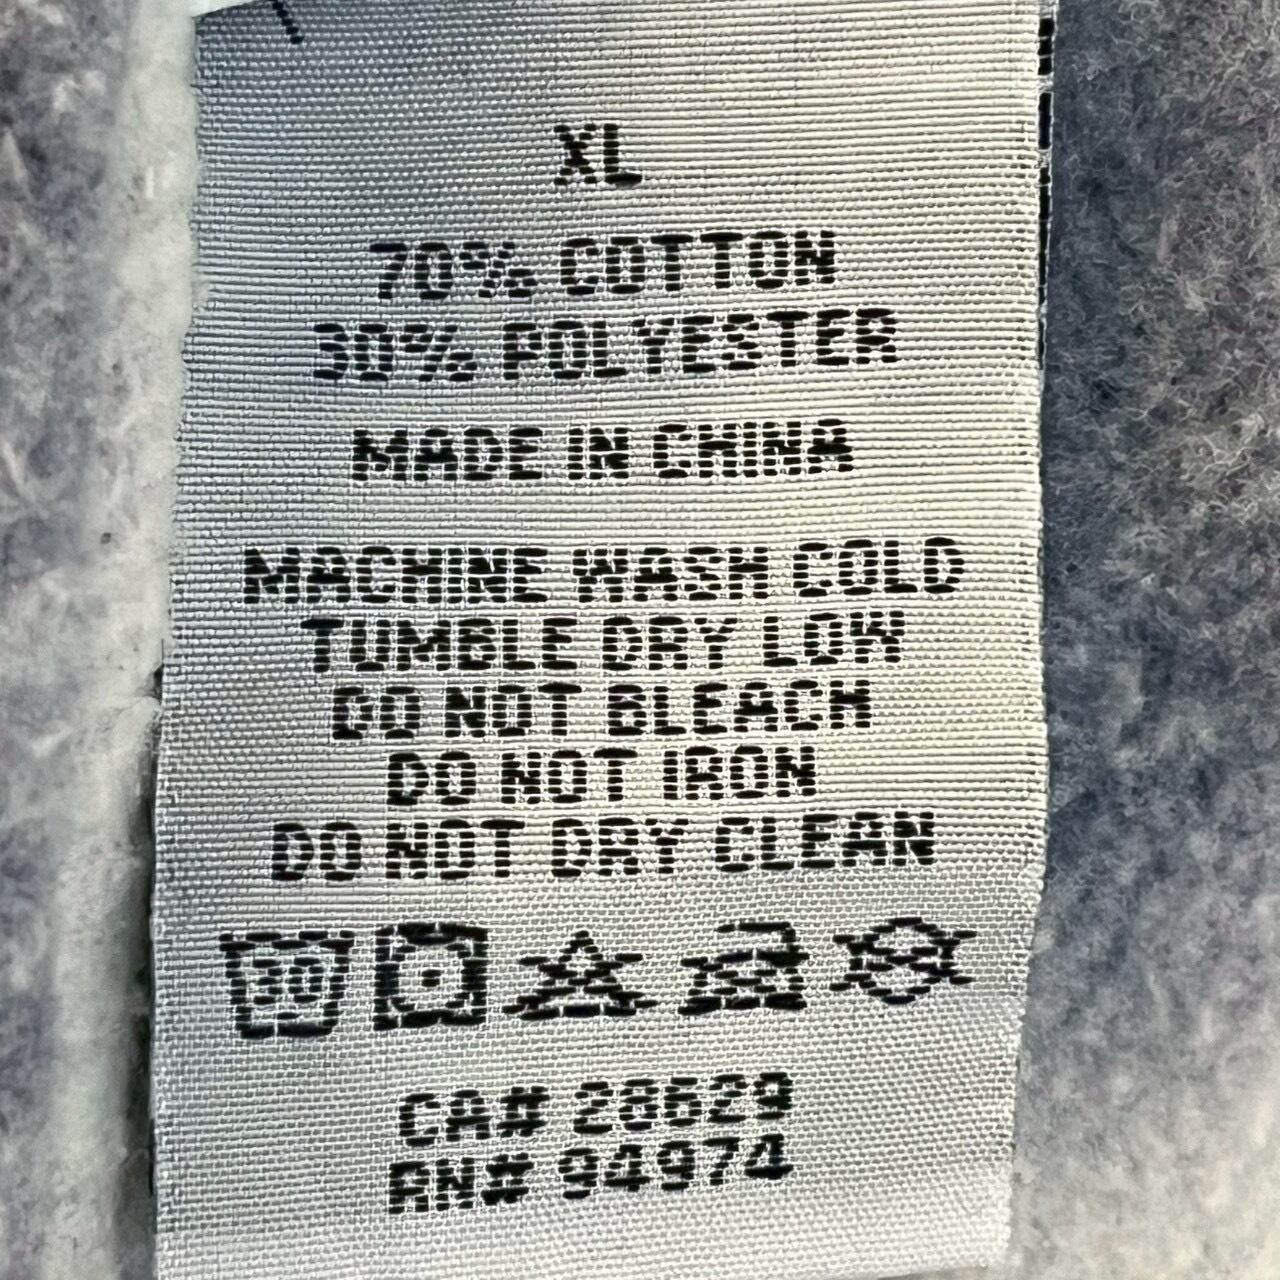 XL
70% COTTON
30% POLYESTER
MADE IN CHINA
MACHINE WASH COLD
TUMBLE DRY LOW
DO NOT BLEACH
DO NOT IRON
DO NOT DRY CLEAN
30
CA# 28629
RN# 94974